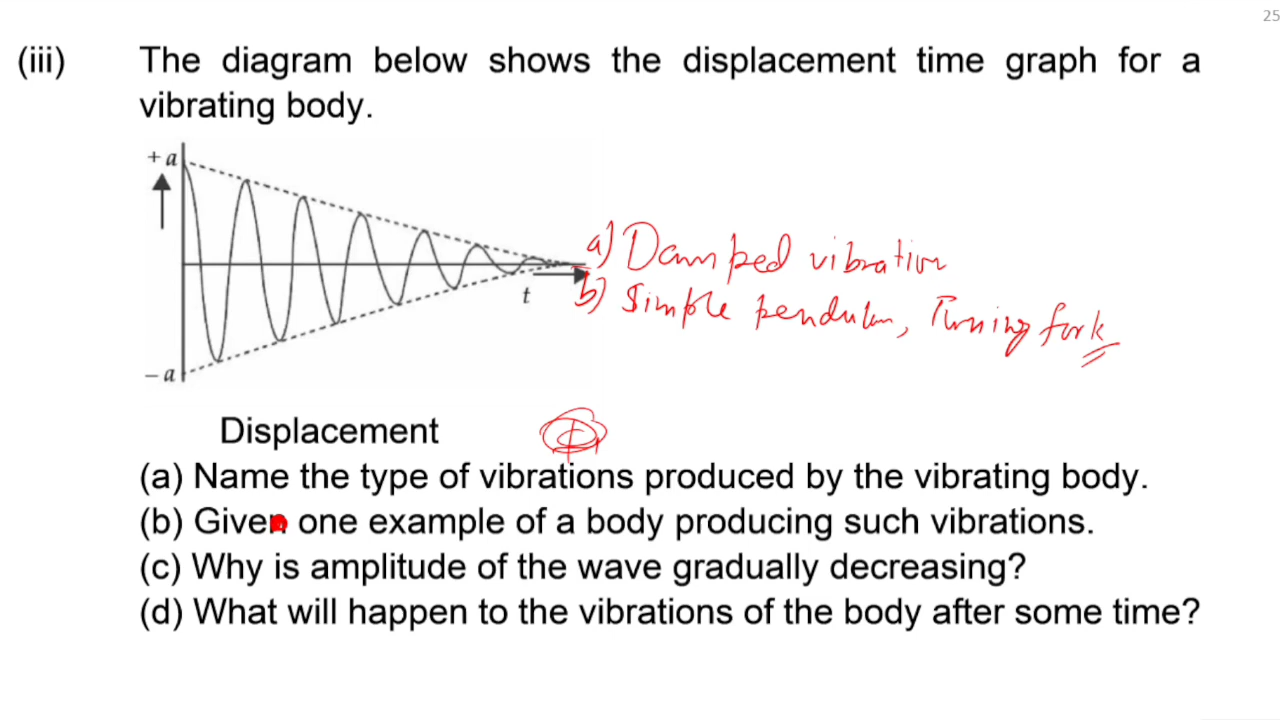 25
(iii) The diagram below shows the displacement time graph for a
vibrating body.
+a
a) Damped vibration
t
b) Simple pendulum, Tuning fork
–a
Displacement
(a) Name the type of vibrations produced by the vibrating body.
(b) Given one example of a body producing such vibrations.
(c) Why is amplitude of the wave gradually decreasing?
(d) What will happen to the vibrations of the body after some time?